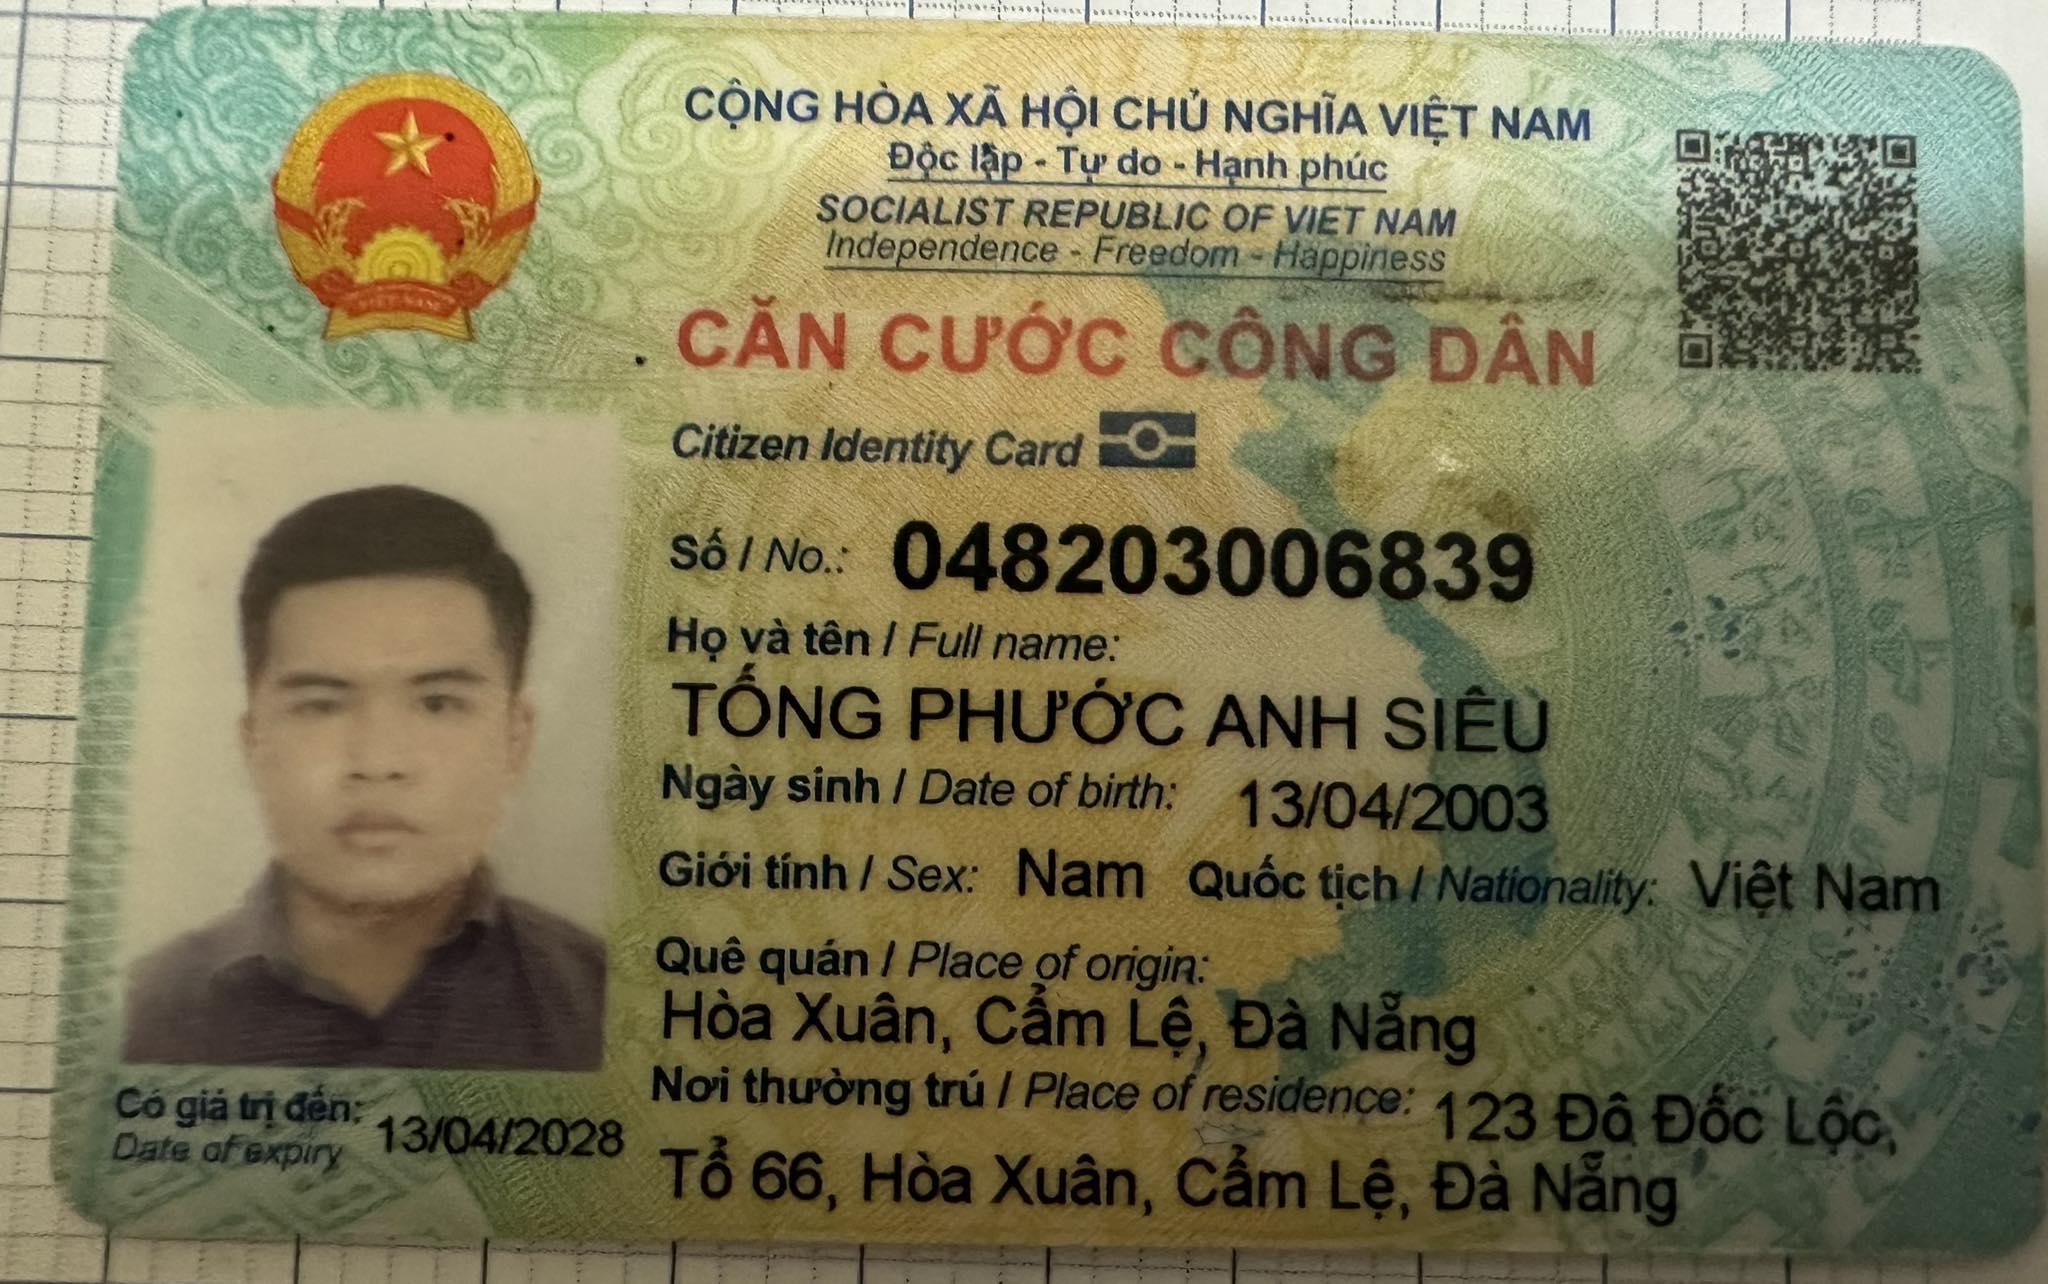 CỘNG HÒA XÃ HỘI CHỦ NGHĨA VIỆT NAM
Độc lập - Tự do - Hạnh phúc
SOCIALIST REPUBLIC OF VIET NAM
Independence - Freedom - Happiness
CĂN CƯỚC CÔNG DÂN
Citizen Identity Card
Số / No.: 048203006839
Họ và tên / Full name:
TỐNG PHƯỚC ANH SIÊU
Ngày sinh / Date of birth: 13/04/2003
Giới tính / Sex: Nam Quốc tịch / Nationality: Việt Nam
Quê quán / Place of origin:
Hòa Xuân, Cẩm Lệ, Đà Nẵng
Nơi thường trú / Place of residence: 123 Đô Đốc Lộc,
Tổ 66, Hòa Xuân, Cẩm Lệ, Đà Nẵng
Có giá trị đến: 13/04/2028
Date of expiry